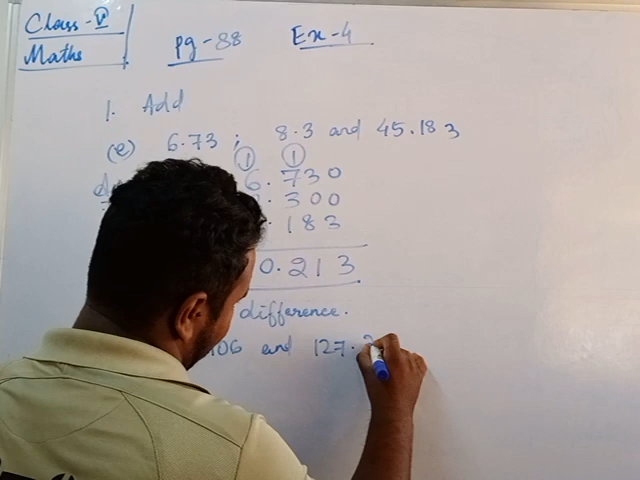 Class-V
Maths
pg-88
Ex-4
1. Add
(e) 6.73 ; 8.3 and 45.183
1 1
6.730
.300
.183
0.213
difference.
106 and 127.